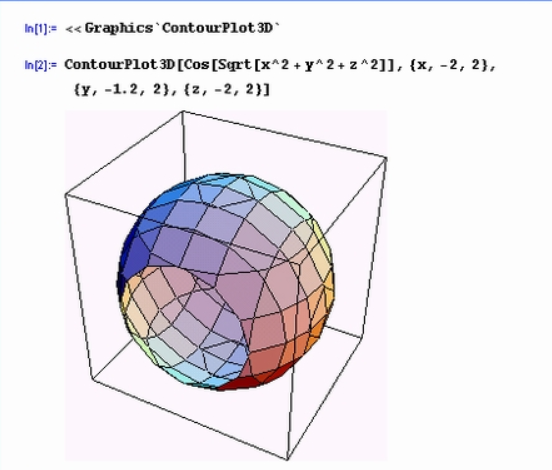 In[1]:= <<Graphics`ContourPlot3D`
In[2]:= ContourPlot3D[Cos[Sqrt[x^2+y^2+z^2]], {x, -2, 2},
{y, -1.2, 2}, {z, -2, 2}]